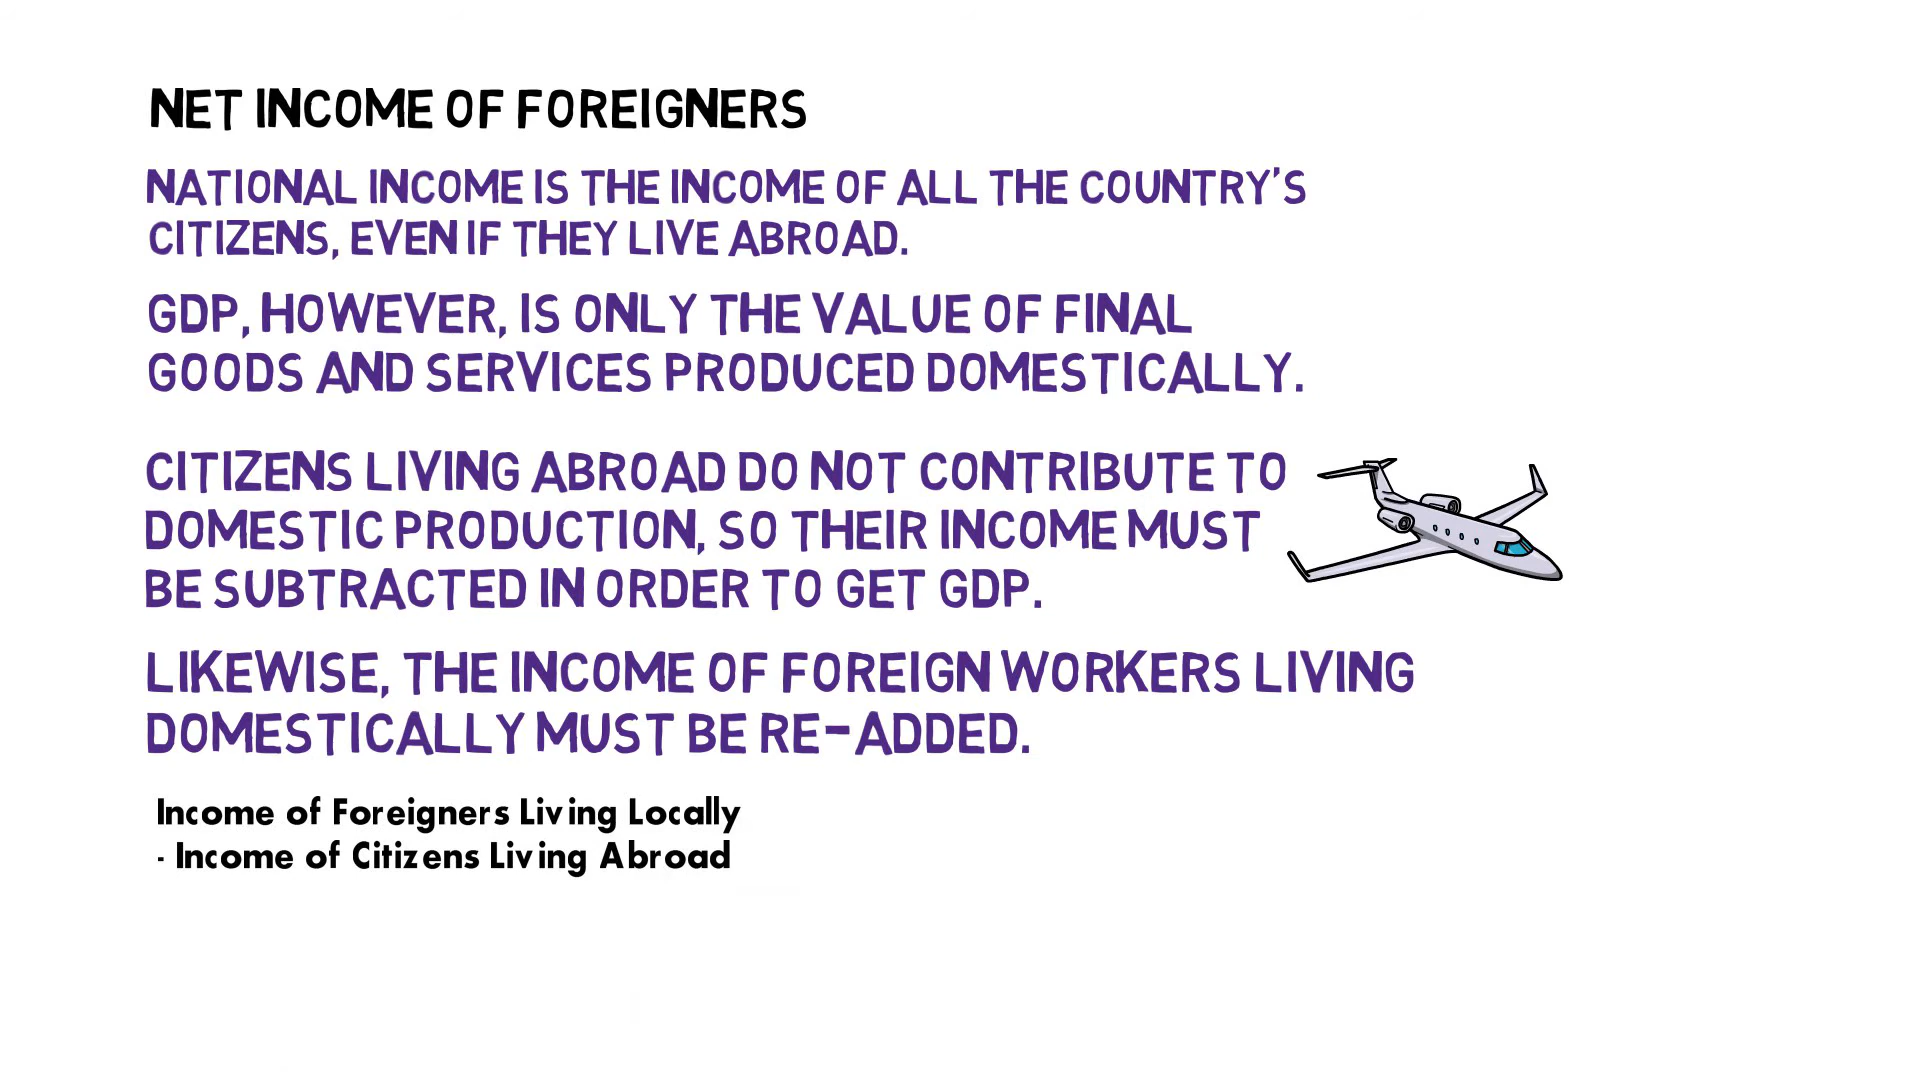 NET INCOME OF FOREIGNERS
NATIONAL INCOME IS THE INCOME OF ALL THE COUNTRY'S
CITIZENS, EVEN IF THEY LIVE ABROAD.
GDP, HOWEVER, IS ONLY THE VALUE OF FINAL
GOODS AND SERVICES PRODUCED DOMESTICALLY.
CITIZENS LIVING ABROAD DO NOT CONTRIBUTE TO
DOMESTIC PRODUCTION, SO THEIR INCOME MUST
BE SUBTRACTED IN ORDER TO GET GDP.
LIKEWISE, THE INCOME OF FOREIGN WORKERS LIVING
DOMESTICALLY MUST BE RE-ADDED.
Income of Foreigners Living Locally
- Income of Citizens Living Abroad